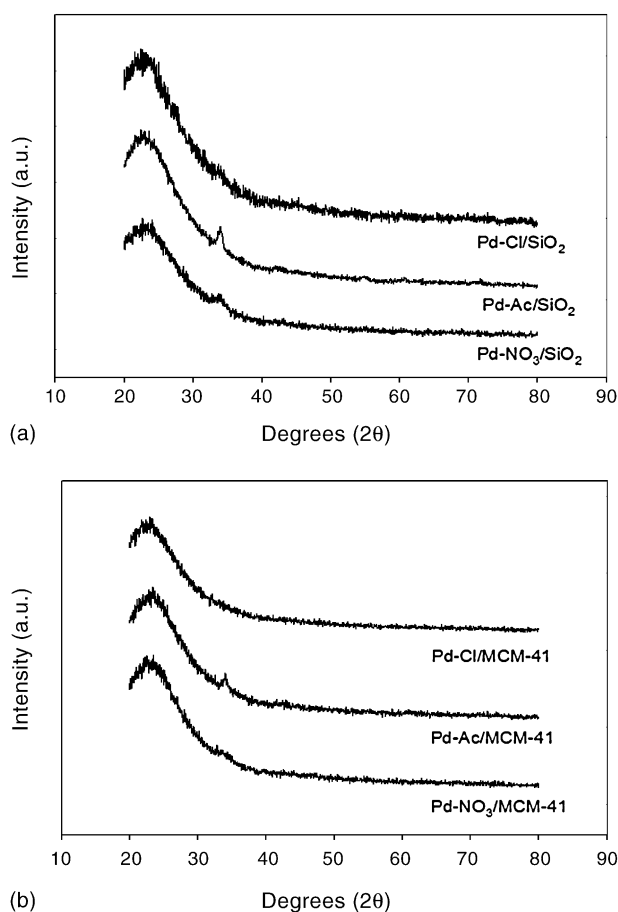 Intensity (a.u.)
Pd-Cl/SiO2
Pd-Ac/SiO2
Pd-NO3/SiO2
10 20 30 40 50 60 70 80 90
(a)
Degrees (2θ)
Intensity (a.u.)
Pd-Cl/MCM-41
Pd-Ac/MCM-41
Pd-NO3/MCM-41
10 20 30 40 50 60 70 80 90
(b)
Degrees (2θ)